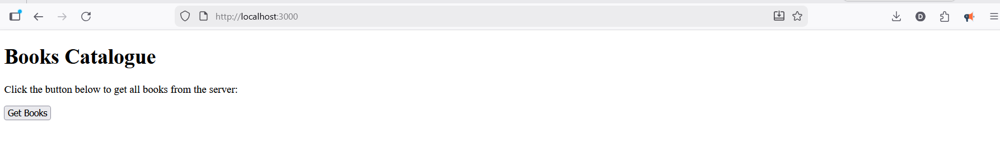 http://localhost:3000
D
Books Catalogue
Click the button below to get all books from the server:
Get Books